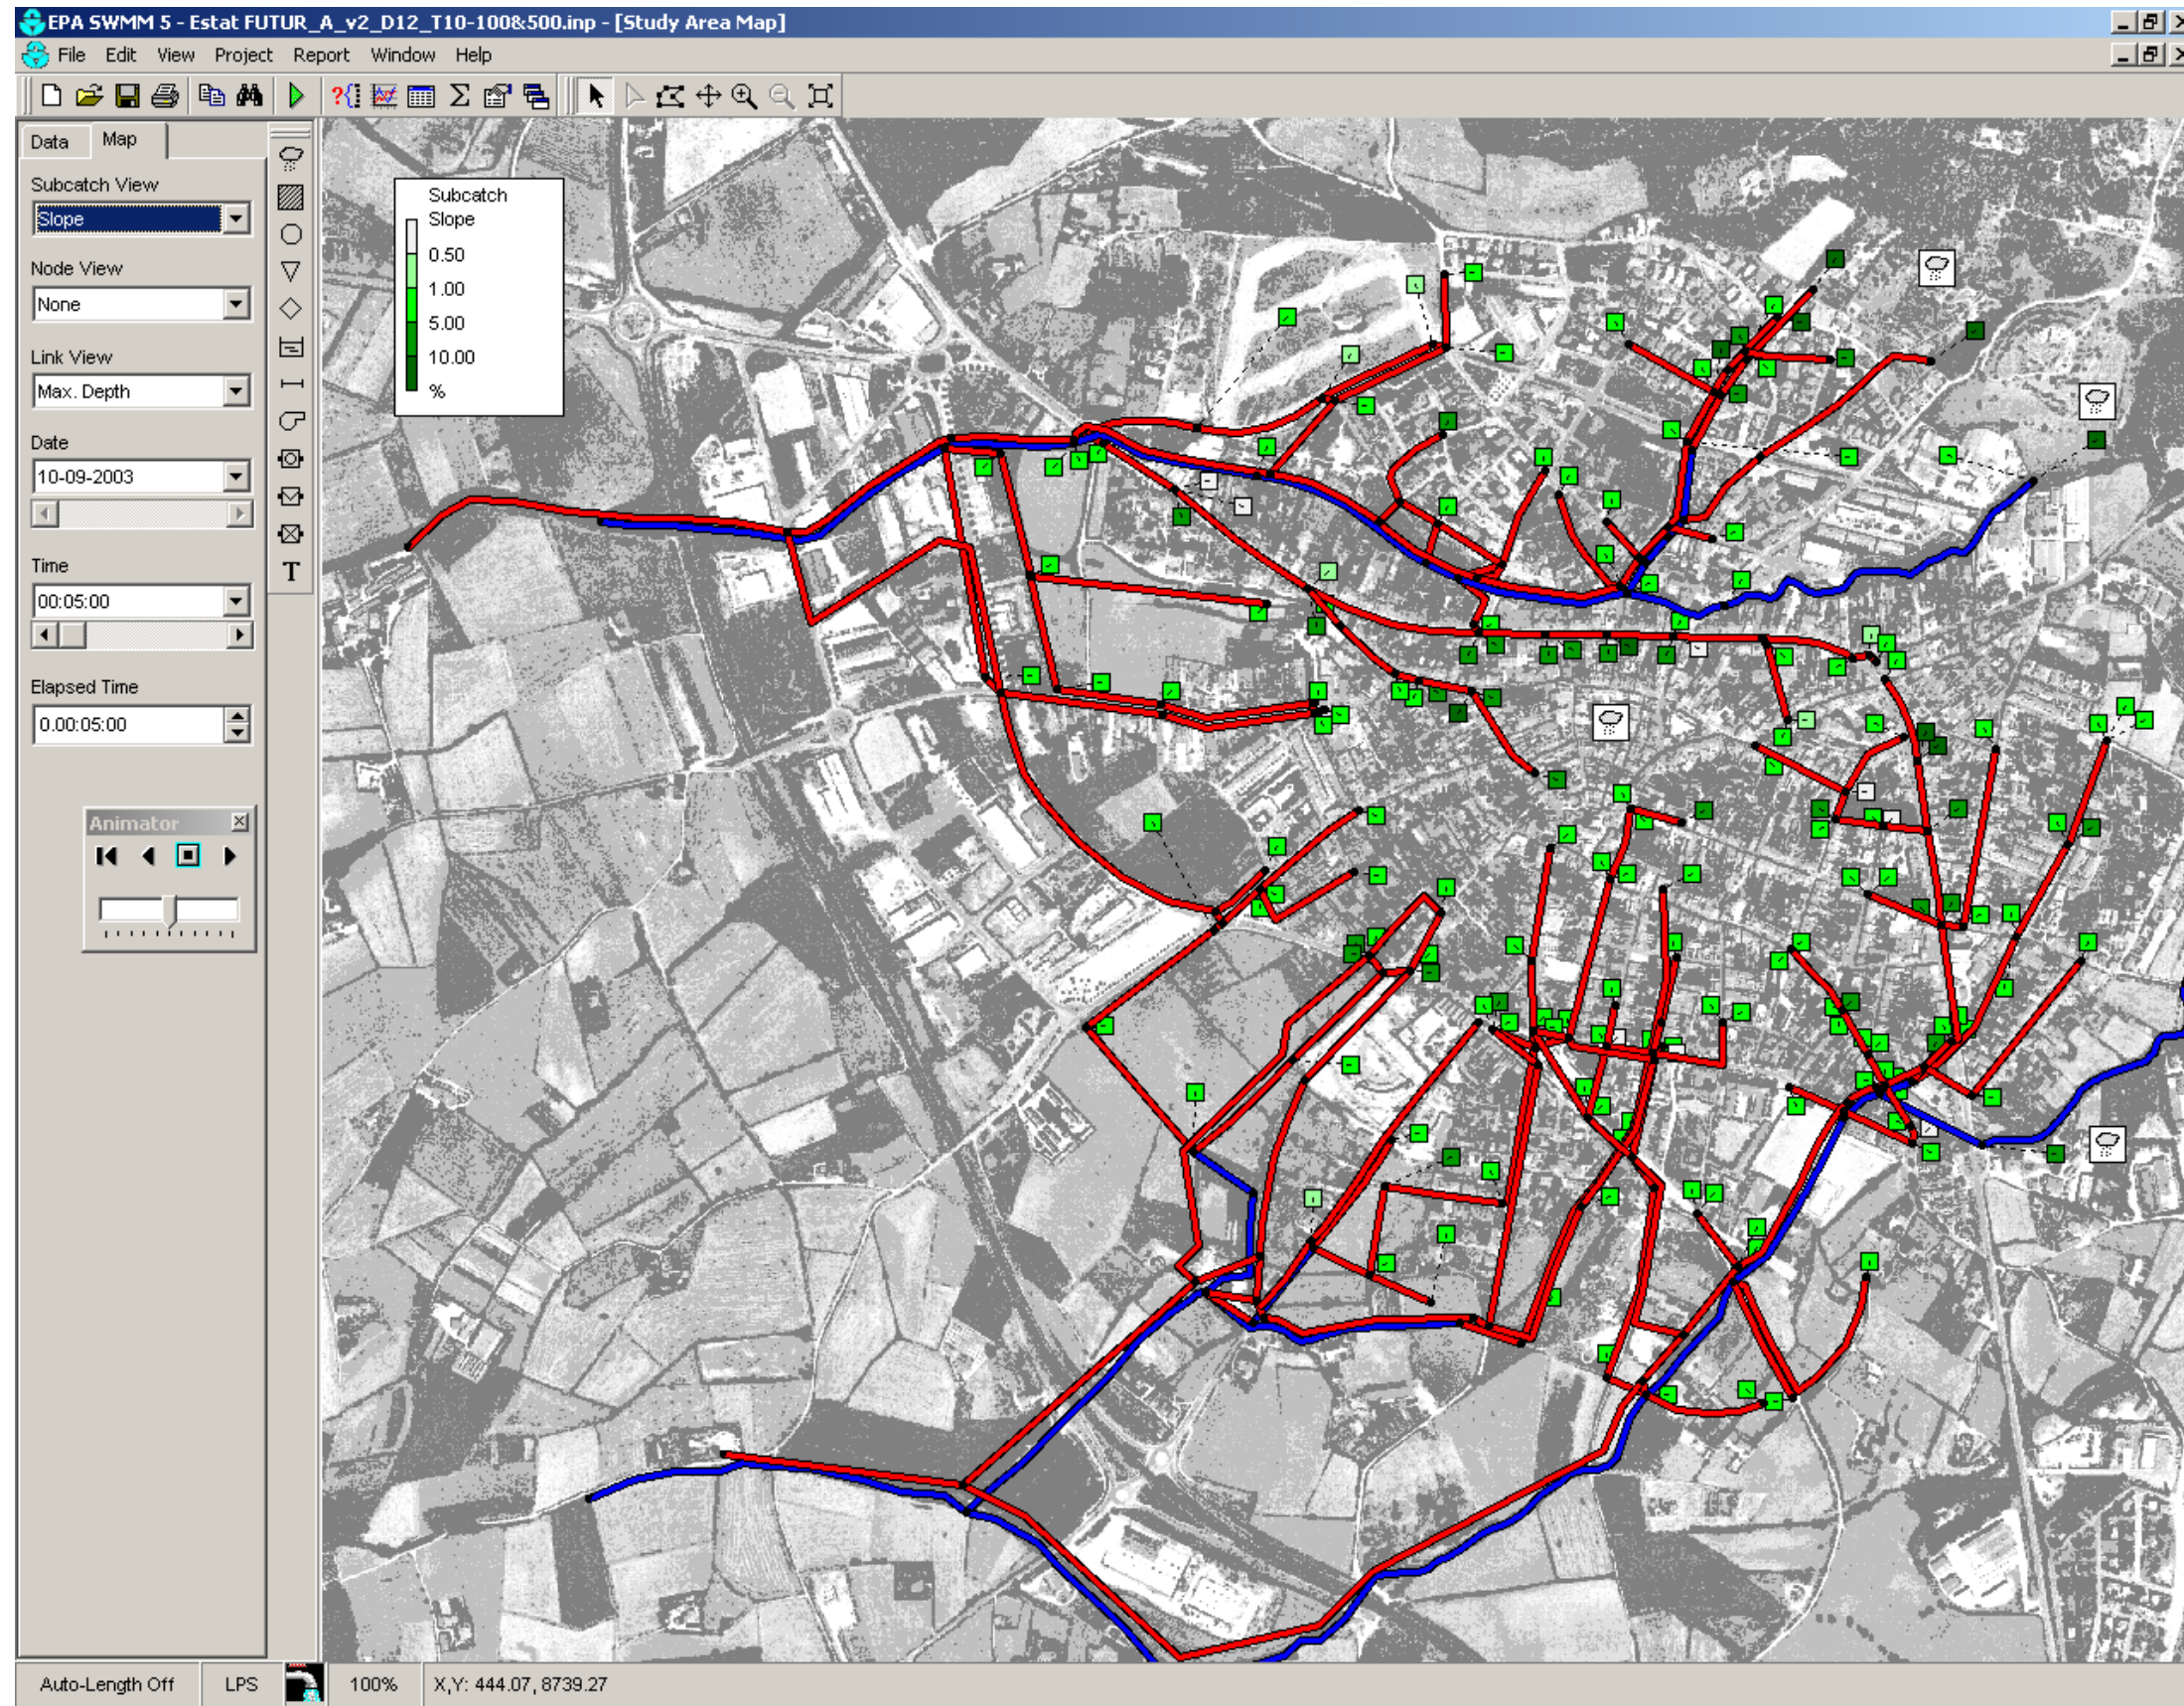 EPA SWMM 5 - Estat FUTUR_A_v2_D12_T10-100&500.inp - [Study Area Map]
File Edit View Project Report Window Help
Data Map
Subcatch View
Slope
Node View
None
Link View
Max. Depth
Date
10-09-2003
Time
00:05:00
Elapsed Time
0.00:05:00
Animator
T
Subcatch
Slope
0.50
1.00
5.00
10.00
%
Auto-Length Off LPS 100% X,Y: 444.07, 8739.27